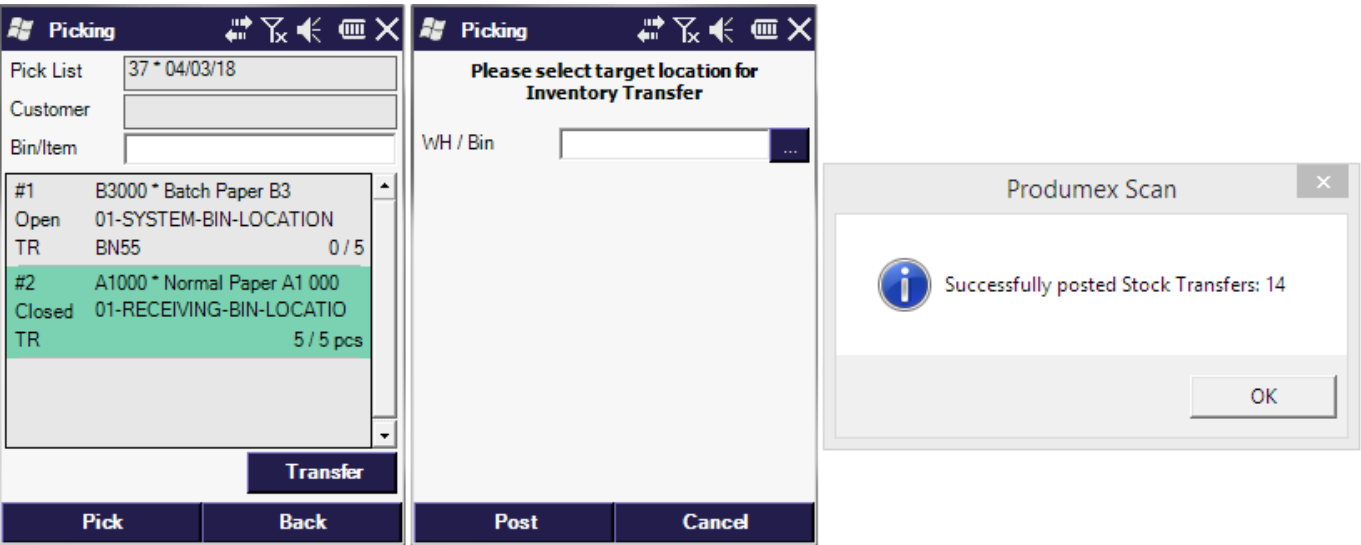 Picking
Pick List 37 * 04/03/18
Customer
Bin/Item
#1 B3000 * Batch Paper B3
Open 01-SYSTEM-BIN-LOCATION
TR BN55 0 / 5
#2 A1000 * Normal Paper A1 000
Closed 01-RECEIVING-BIN-LOCATIO
TR 5 / 5 pcs
Transfer
Pick Back
Picking
Please select target location for
Inventory Transfer
WH / Bin ...
Post Cancel
Produmex Scan
Successfully posted Stock Transfers: 14
OK